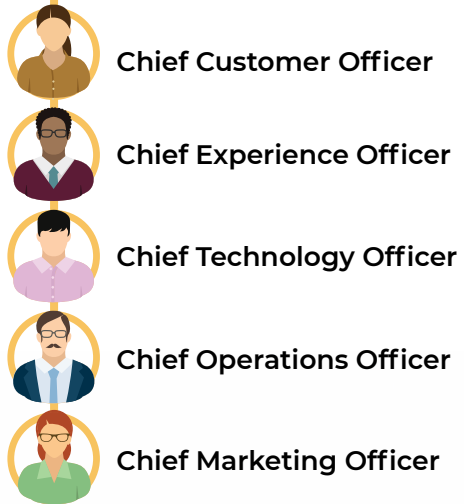 Chief Customer Officer
Chief Experience Officer
Chief Technology Officer
Chief Operations Officer
Chief Marketing Officer